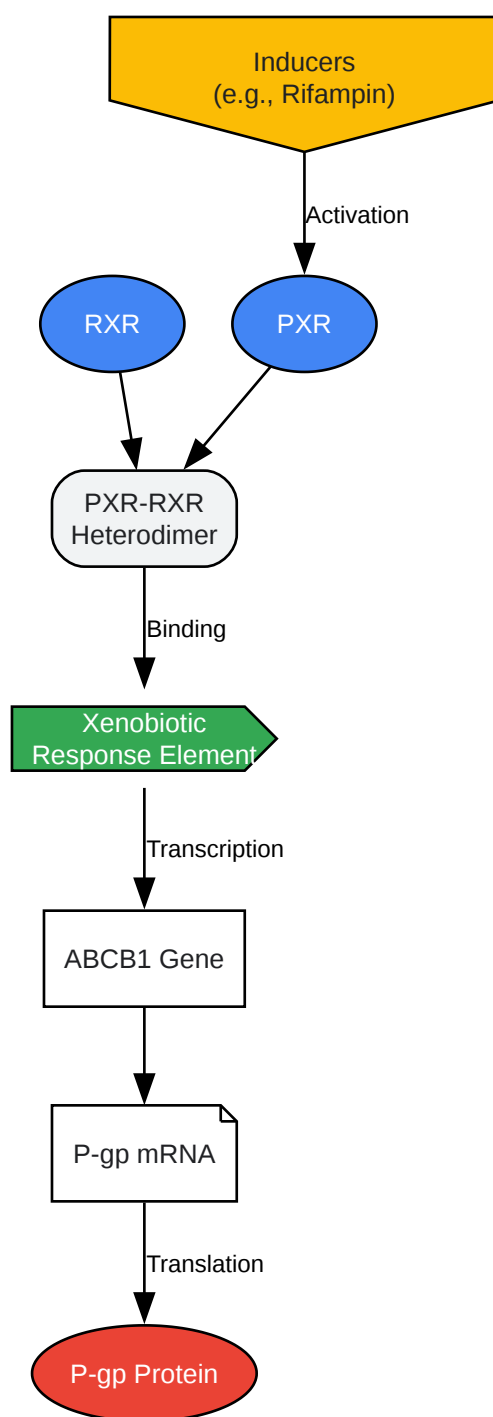 Inducers
(e.g., Rifampin)
Activation
RXR
PXR
PXR-RXR
Heterodimer
Binding
Xenobiotic
Response Element
Transcription
ABCB1 Gene
P-gp mRNA
Translation
P-gp Protein